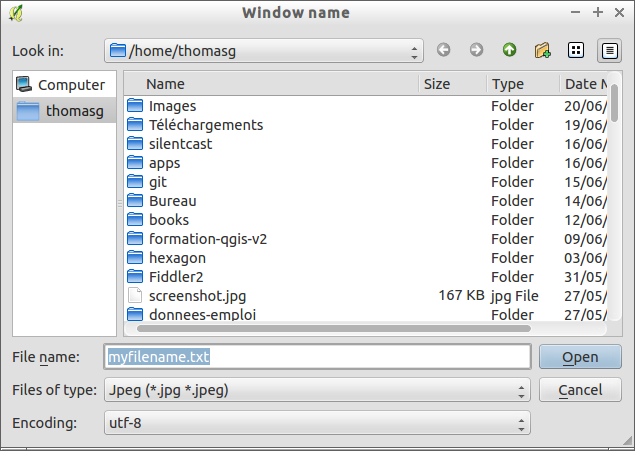 Window name
Look in: /home/thomasg
Computer
thomasg
Name Size Type Date M
Images Folder 20/06/
Téléchargements Folder 19/06/
silentcast Folder 16/06/
apps Folder 16/06/
git Folder 15/06/
Bureau Folder 14/06/
books Folder 12/06/
formation-qgis-v2 Folder 09/06/
hexagon Folder 03/06/
Fiddler2 Folder 31/05/
screenshot.jpg 167 KB jpg File 27/05/
donnees-emploi Folder 27/05/
File name: myfilename.txt Open
Files of type: Jpeg (*.jpg *.jpeg) Cancel
Encoding: utf-8